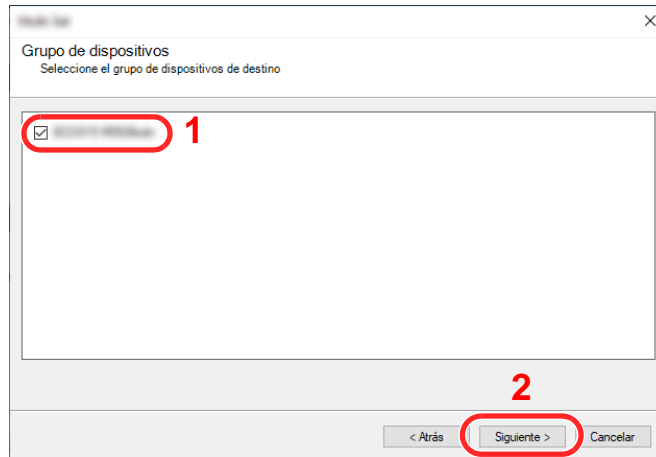 Grupo de dispositivos
Seleccione el grupo de dispositivos de destino
1
2
< Atrás
Siguiente >
Cancelar